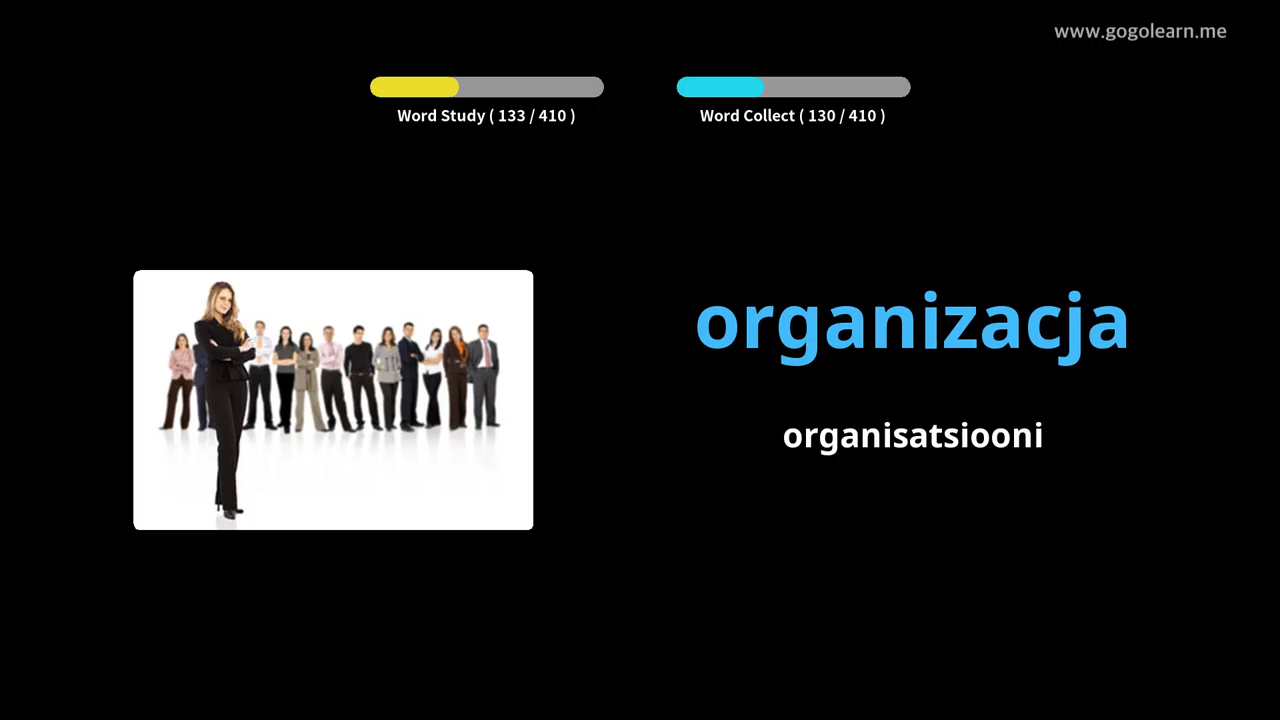 www.gogolearn.me
Word Study ( 133 / 410 )
Word Collect ( 130 / 410 )
organizacja
organisatsiooni